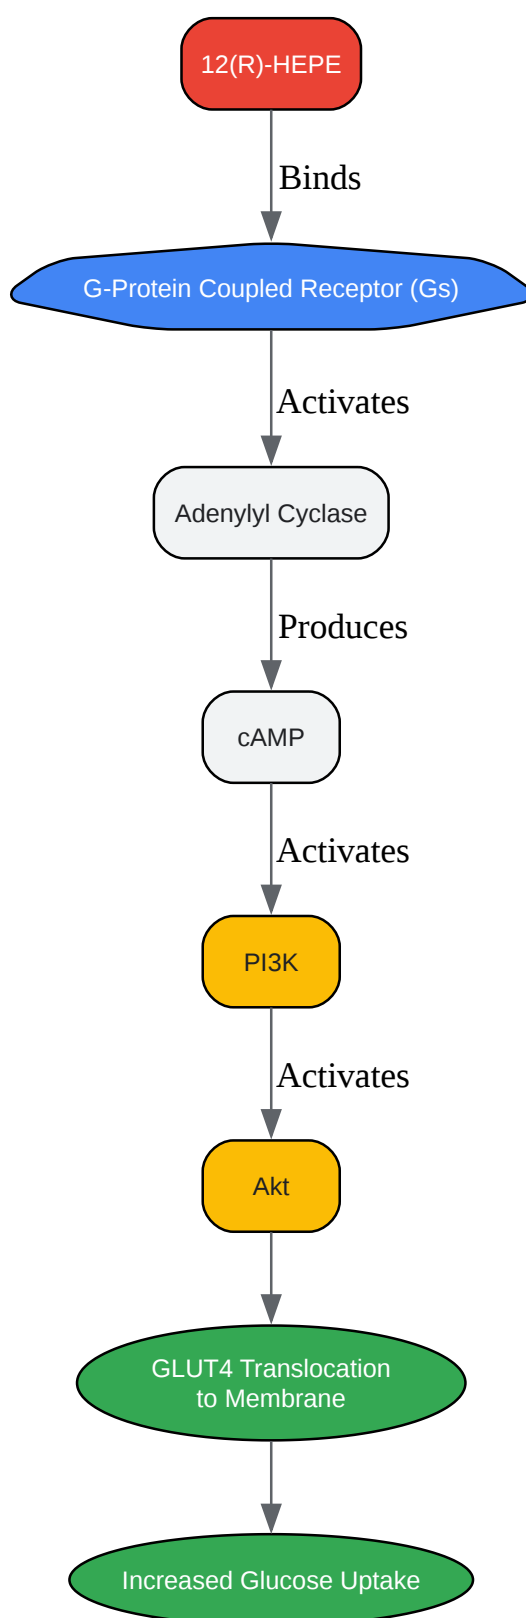 12(R)-HEPE
Binds
G-Protein Coupled Receptor (Gs)
Activates
Adenylyl Cyclase
Produces
cAMP
Activates
PI3K
Activates
Akt
GLUT4 Translocation
to Membrane
Increased Glucose Uptake